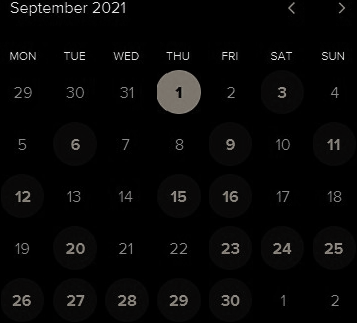 September 2021
MON TUE WED THU FRI SAT SUN
29 30 31 1 2 3 4
5 6 7 8 9 10 11
12 13 14 15 16 17 18
19 20 21 22 23 24 25
26 27 28 29 30 1 2